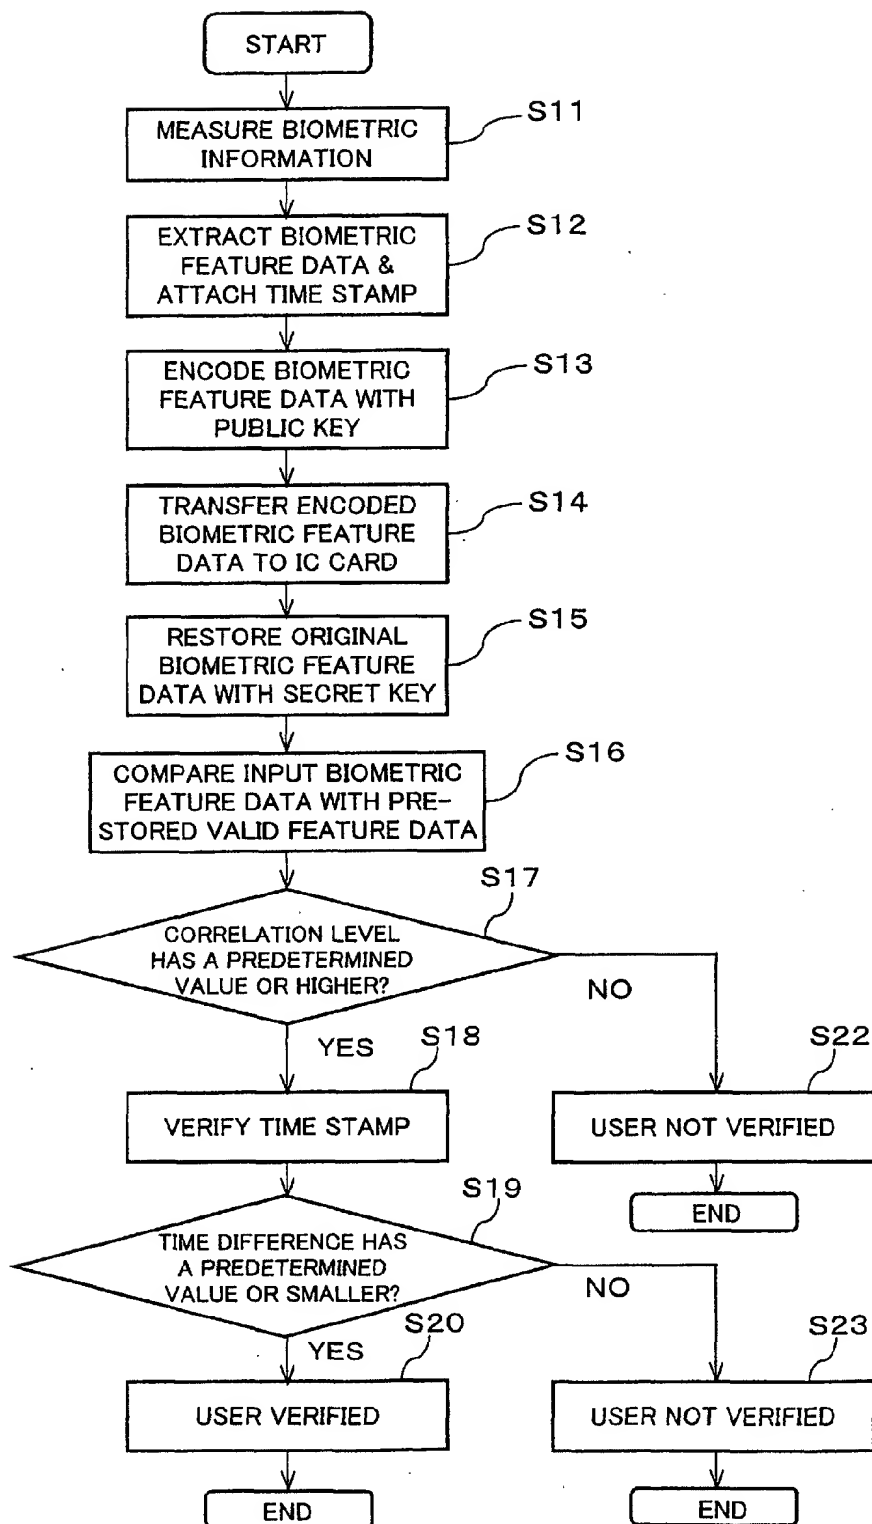 START
S11
MEASURE BIOMETRIC
INFORMATION
S12
EXTRACT BIOMETRIC
FEATURE DATA &
ATTACH TIME STAMP
S13
ENCODE BIOMETRIC
FEATURE DATA WITH
PUBLIC KEY
S14
TRANSFER ENCODED
BIOMETRIC FEATURE
DATA TO IC CARD
S15
RESTORE ORIGINAL
BIOMETRIC FEATURE
DATA WITH SECRET KEY
S16
COMPARE INPUT BIOMETRIC
FEATURE DATA WITH PRE-
STORED VALID FEATURE DATA
S17
CORRELATION LEVEL
HAS A PREDETERMINED
VALUE OR HIGHER?
NO
YES
S18
S22
VERIFY TIME STAMP
USER NOT VERIFIED
END
S19
TIME DIFFERENCE HAS
A PREDETERMINED
VALUE OR SMALLER?
NO
YES
S20
S23
USER VERIFIED
USER NOT VERIFIED
END
END